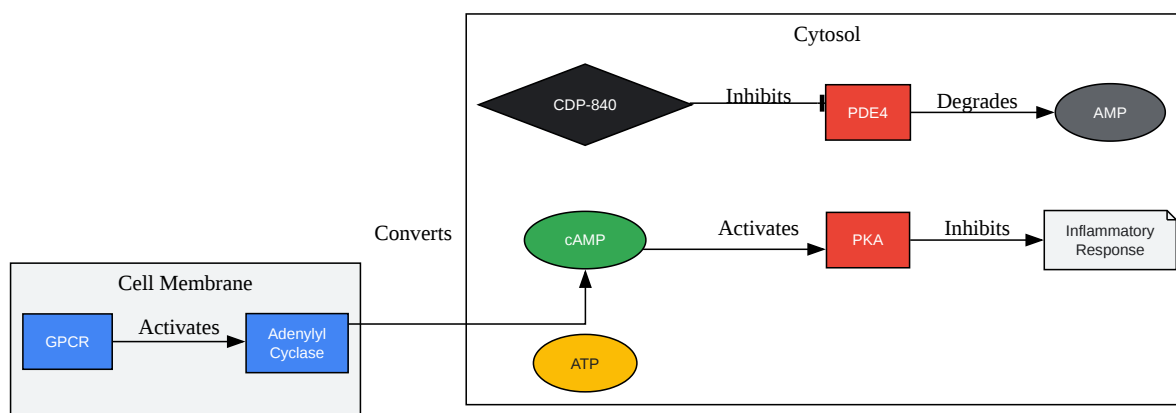 Cytosol
CDP-840
Inhibits
PDE4
Degrades
AMP
Converts
cAMP
Activates
PKA
Inhibits
Inflammatory
Response
Cell Membrane
GPCR
Activates
Adenylyl
Cyclase
ATP